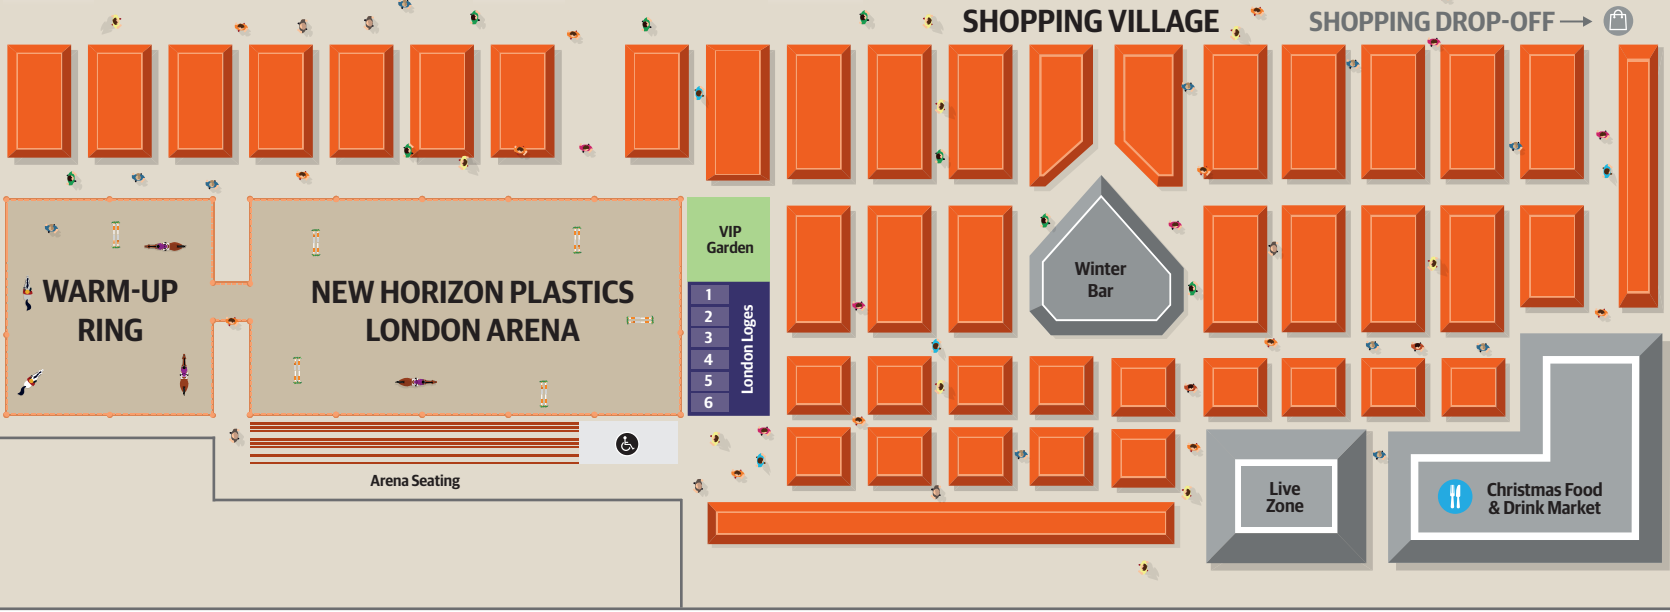 SHOPPING VILLAGE
SHOPPING DROP-OFF
WARM-UP
RING
NEW HORIZON PLASTICS
LONDON ARENA
VIP
Garden
1
2
3
4
5
6
London Loges
Arena Seating
Winter
Bar
Live
Zone
Christmas Food
& Drink Market